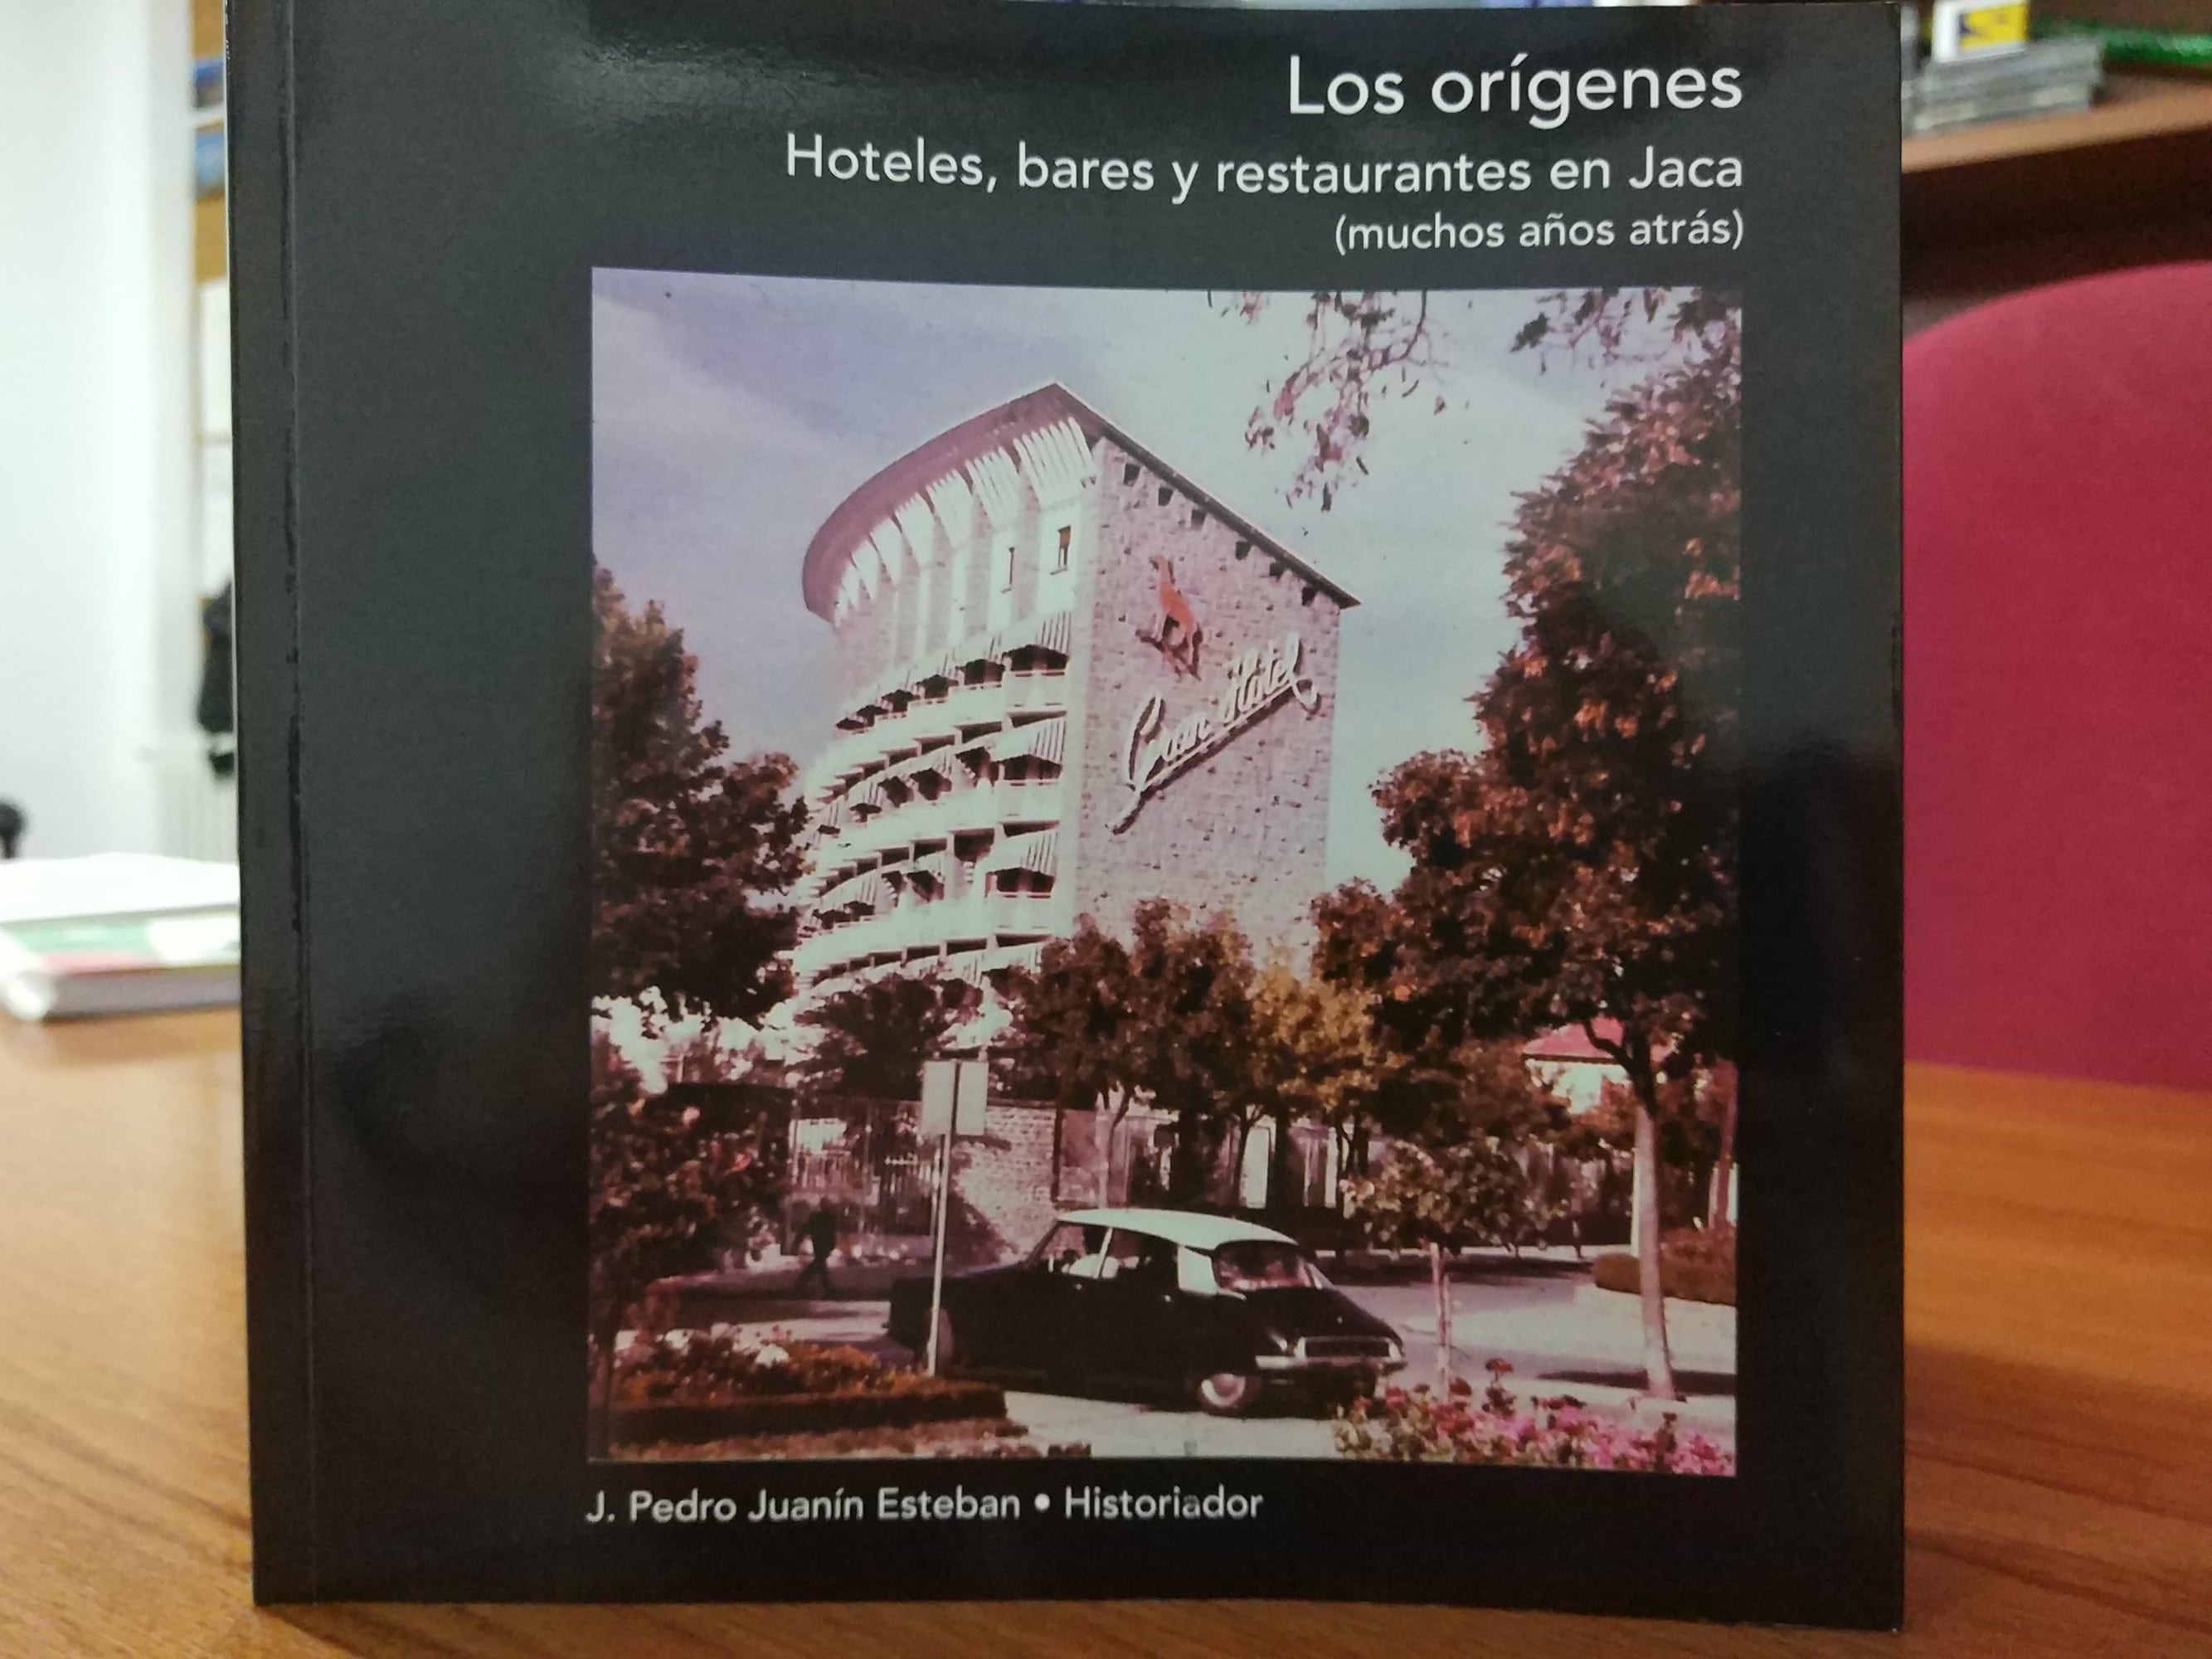 Los orígenes
Hoteles, bares y restaurantes en Jaca
(muchos años atrás)
Gran Hotel
J. Pedro Juanín Esteban • Historiador